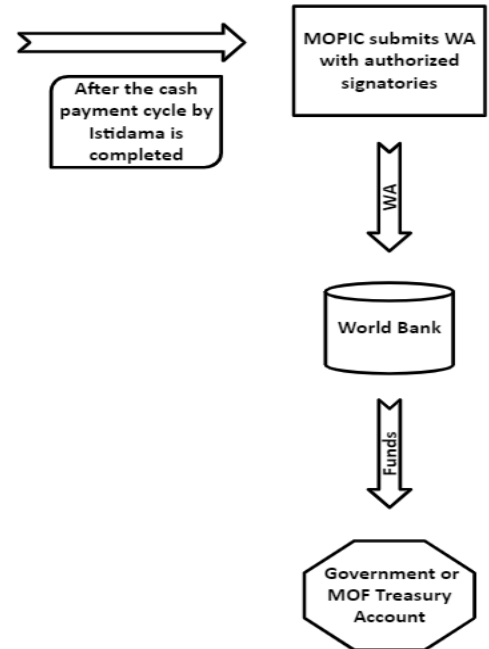 MOPIC submits WA
with authorized
signatories
After the cash
payment cycle by
Istidama is
completed
WA
World Bank
Funds
Government or
MOF Treasury
Account